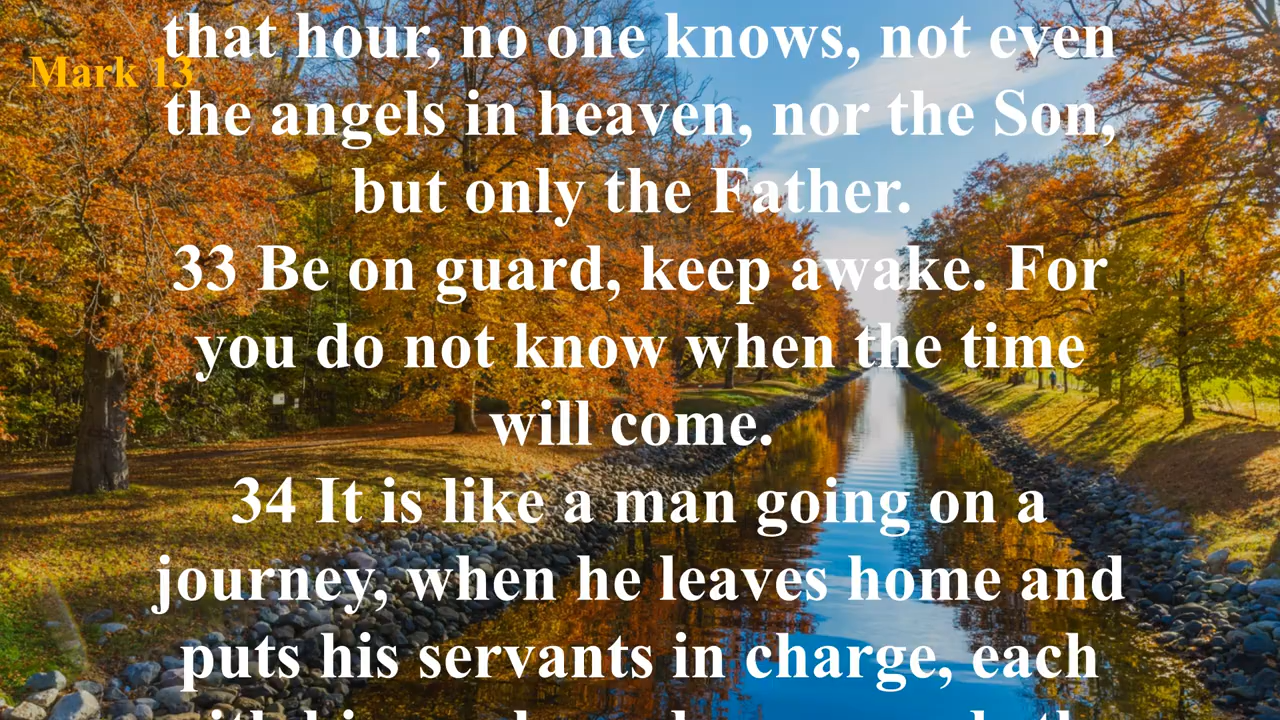 that hour, no one knows, not even
Mark 13
the angels in heaven, nor the Son,
but only the Father.
33 Be on guard, keep awake. For
you do not know when the time
will come.
34 It is like a man going on a
journey, when he leaves home and
puts his servants in charge, each